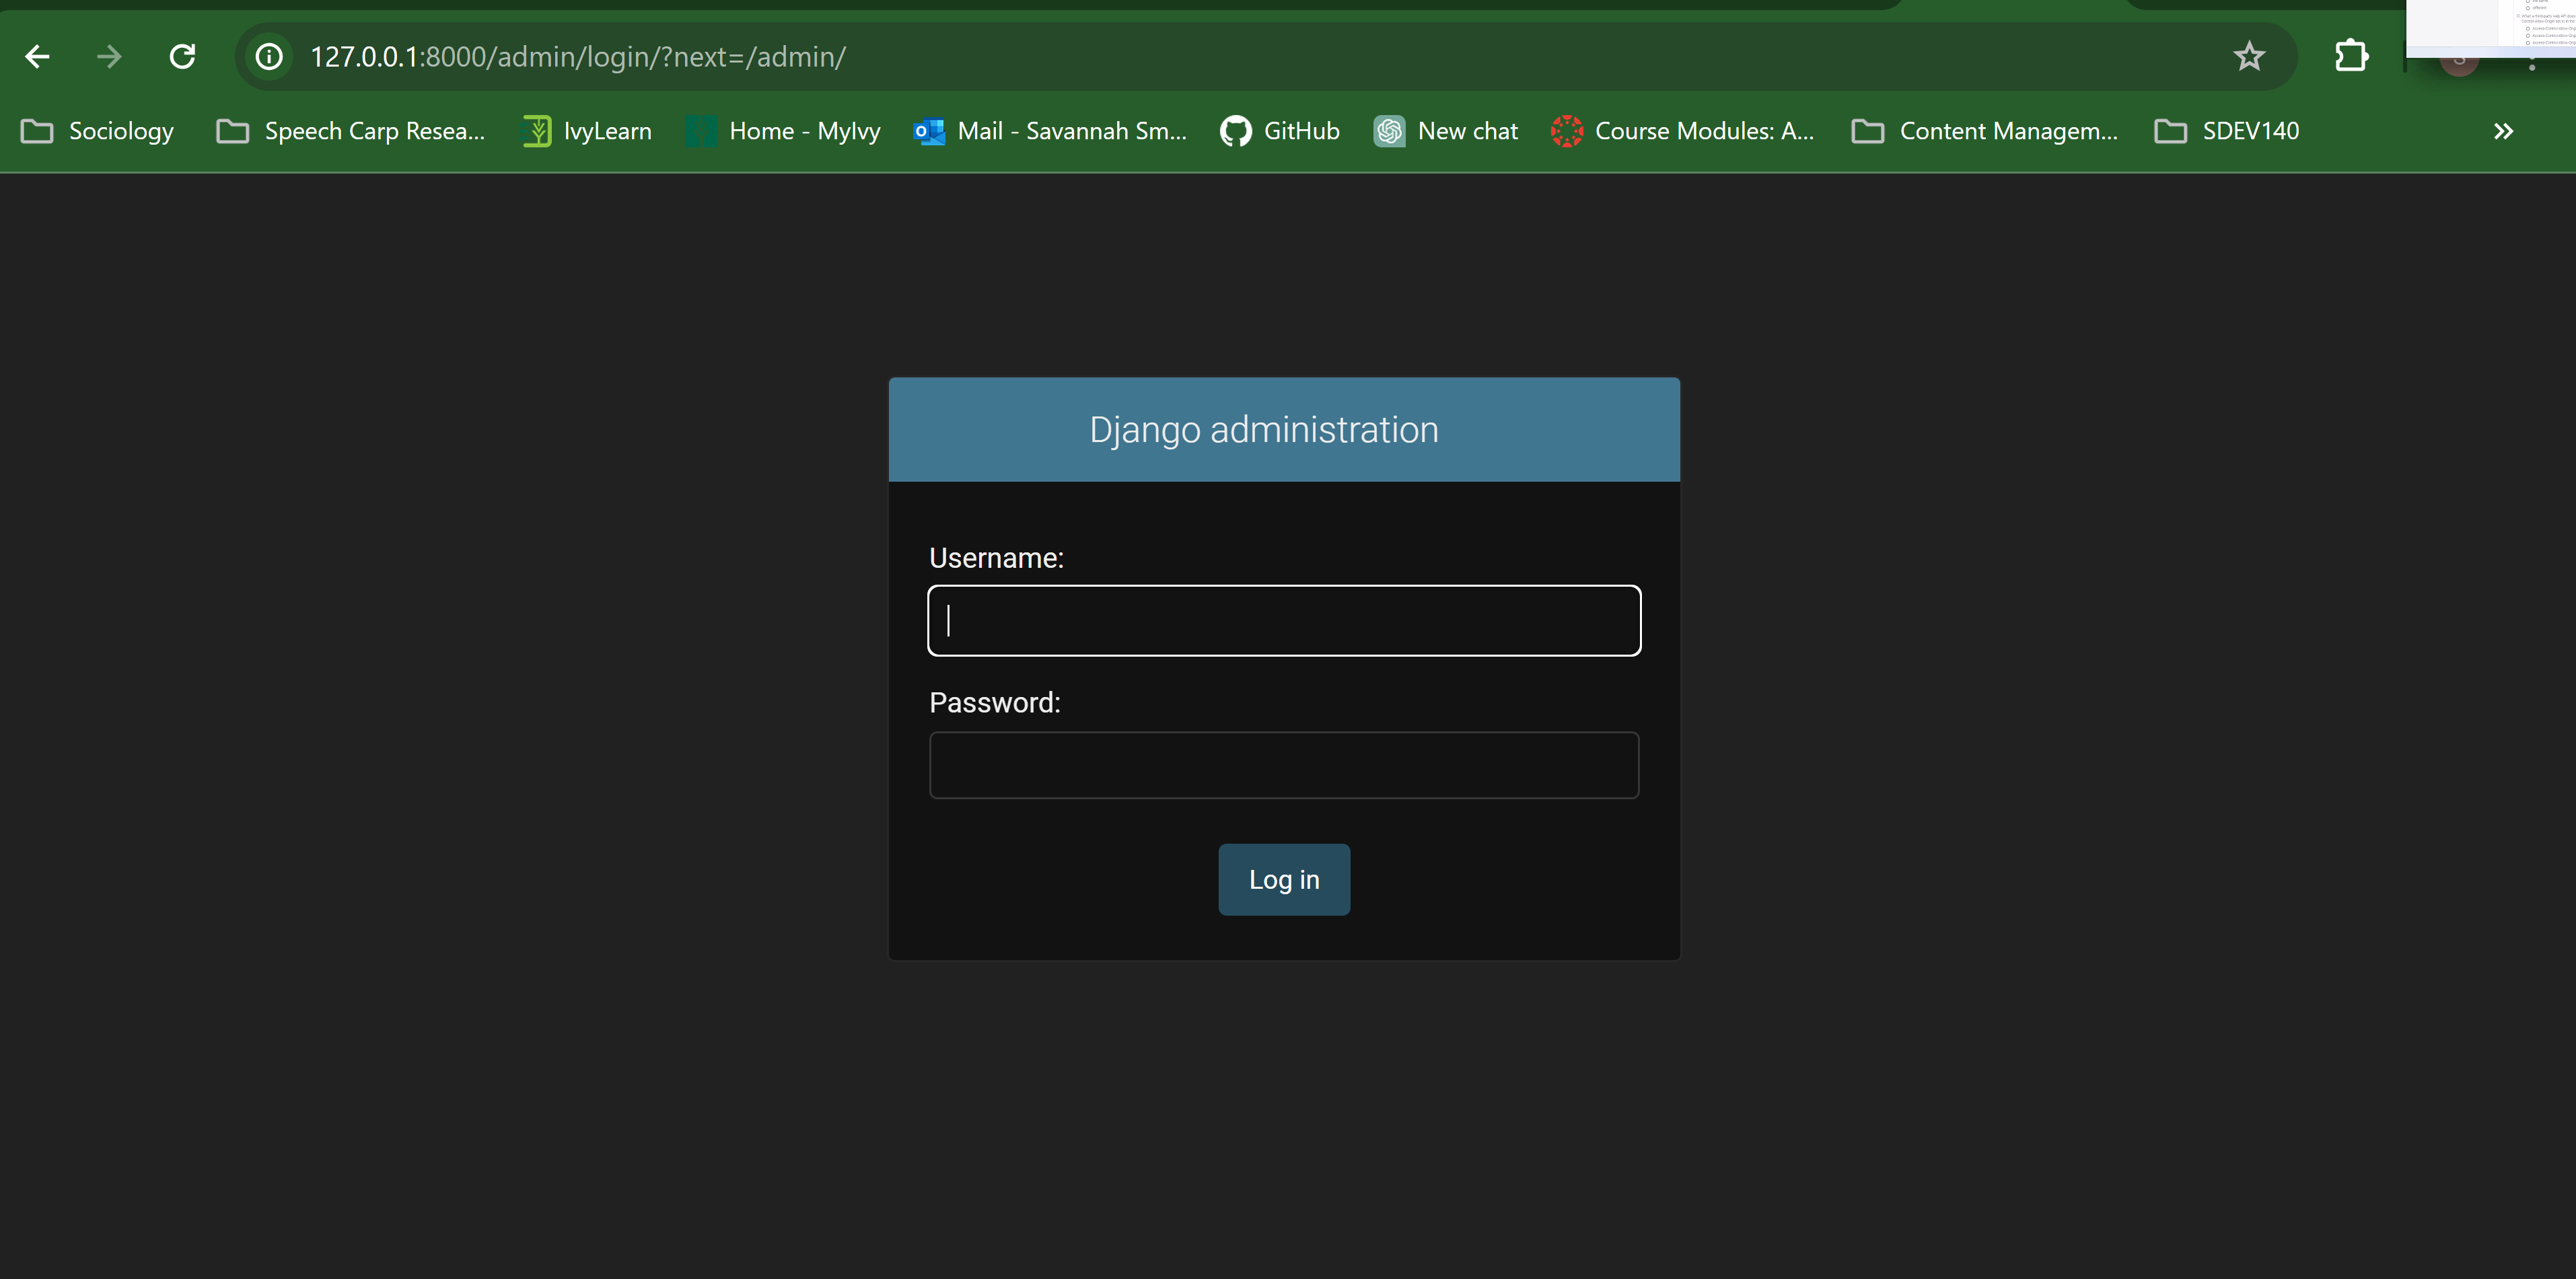 127.0.0.1:8000/admin/login/?next=/admin/
Sociology Speech Carp Resea... IvyLearn Home - MyIvy Mail - Savannah Sm... GitHub New chat Course Modules: A... Content Managem... SDEV140
Django administration
Username:
Password:
Log in